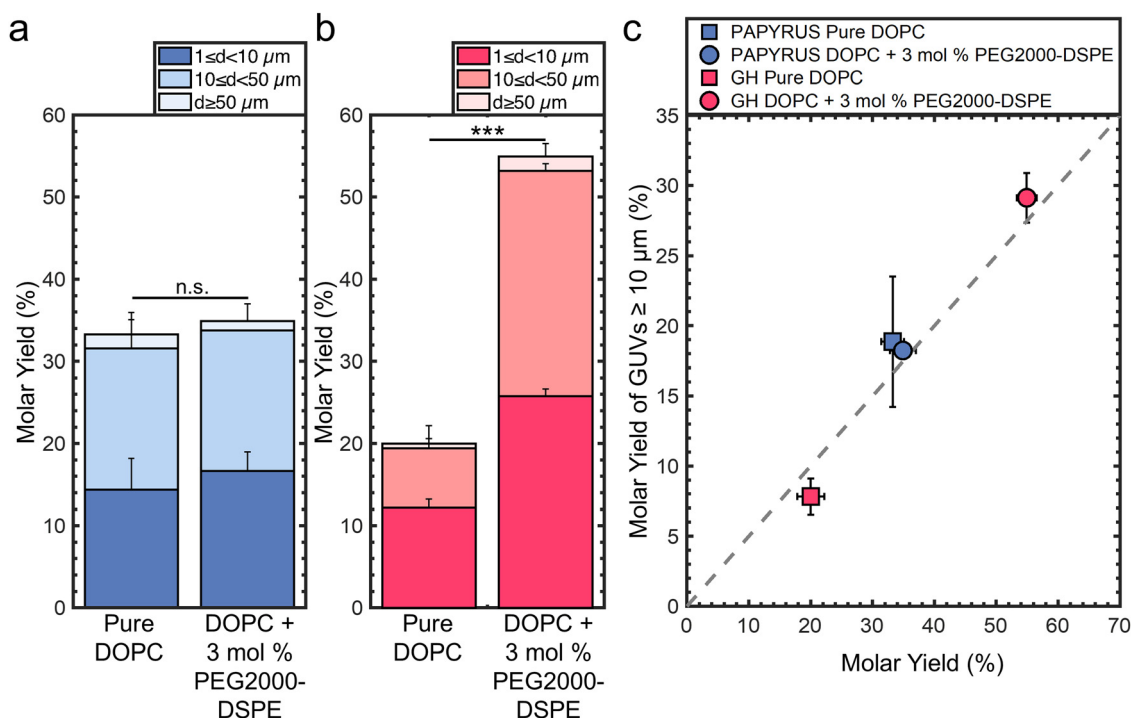 a
1≤d<10 µm
10≤d<50 µm
d≥50 µm
60
50
40
30
20
10
0
Molar Yield (%)
n.s.
Pure
DOPC
DOPC +
3 mol %
PEG2000-
DSPE
b
1≤d<10 µm
10≤d<50 µm
d≥50 µm
60
50
40
30
20
10
0
Molar Yield (%)
***
Pure
DOPC
DOPC +
3 mol %
PEG2000-
DSPE
c
PAPYRUS Pure DOPC
PAPYRUS DOPC + 3 mol % PEG2000-DSPE
GH Pure DOPC
GH DOPC + 3 mol % PEG2000-DSPE
35
30
25
20
15
10
5
0
Molar Yield of GUVs ≥ 10 µm (%)
0 10 20 30 40 50 60 70
Molar Yield (%)